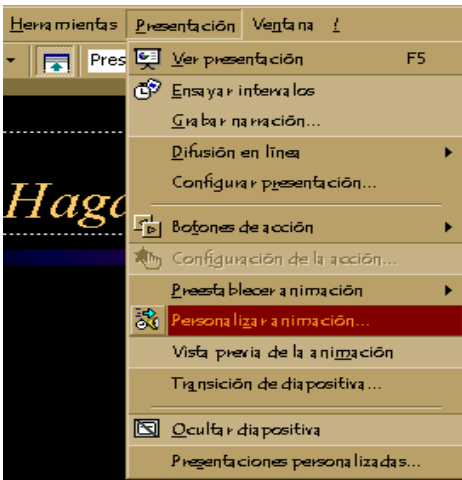 Herramientas Presentación Ventana ?
Pres
Ver presentación F5
Ensayar intervalos
Grabar narración...
Difusión en línea
Configurar presentación...
Haga
Botones de acción
Configuración de la acción...
Preestablecer animación
Personalizar animación...
Vista previa de la animación
Transición de diapositiva...
Ocultar diapositiva
Presentaciones personalizadas...